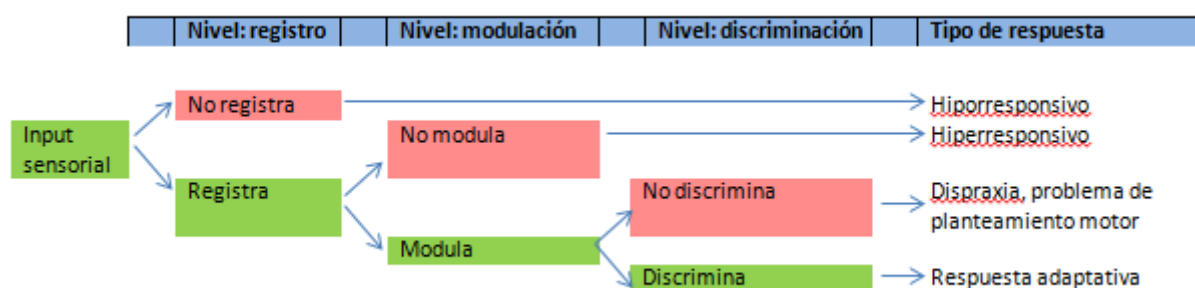 Nivel: registro Nivel: modulación Nivel: discriminación Tipo de respuesta
No registra Hiporresponsivo
Input No modula Hiperresponsivo
sensorial
Registra No discrimina Dispraxia, problema de
planteamiento motor
Modula
Discrimina Respuesta adaptativa